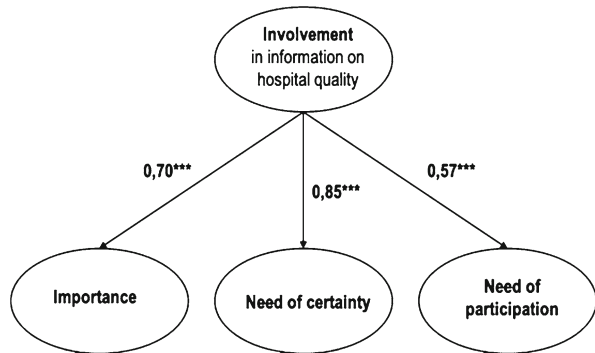 Involvement
in information on
hospital quality
0,70***
0,85***
0,57***
Importance
Need of certainty
Need of
participation